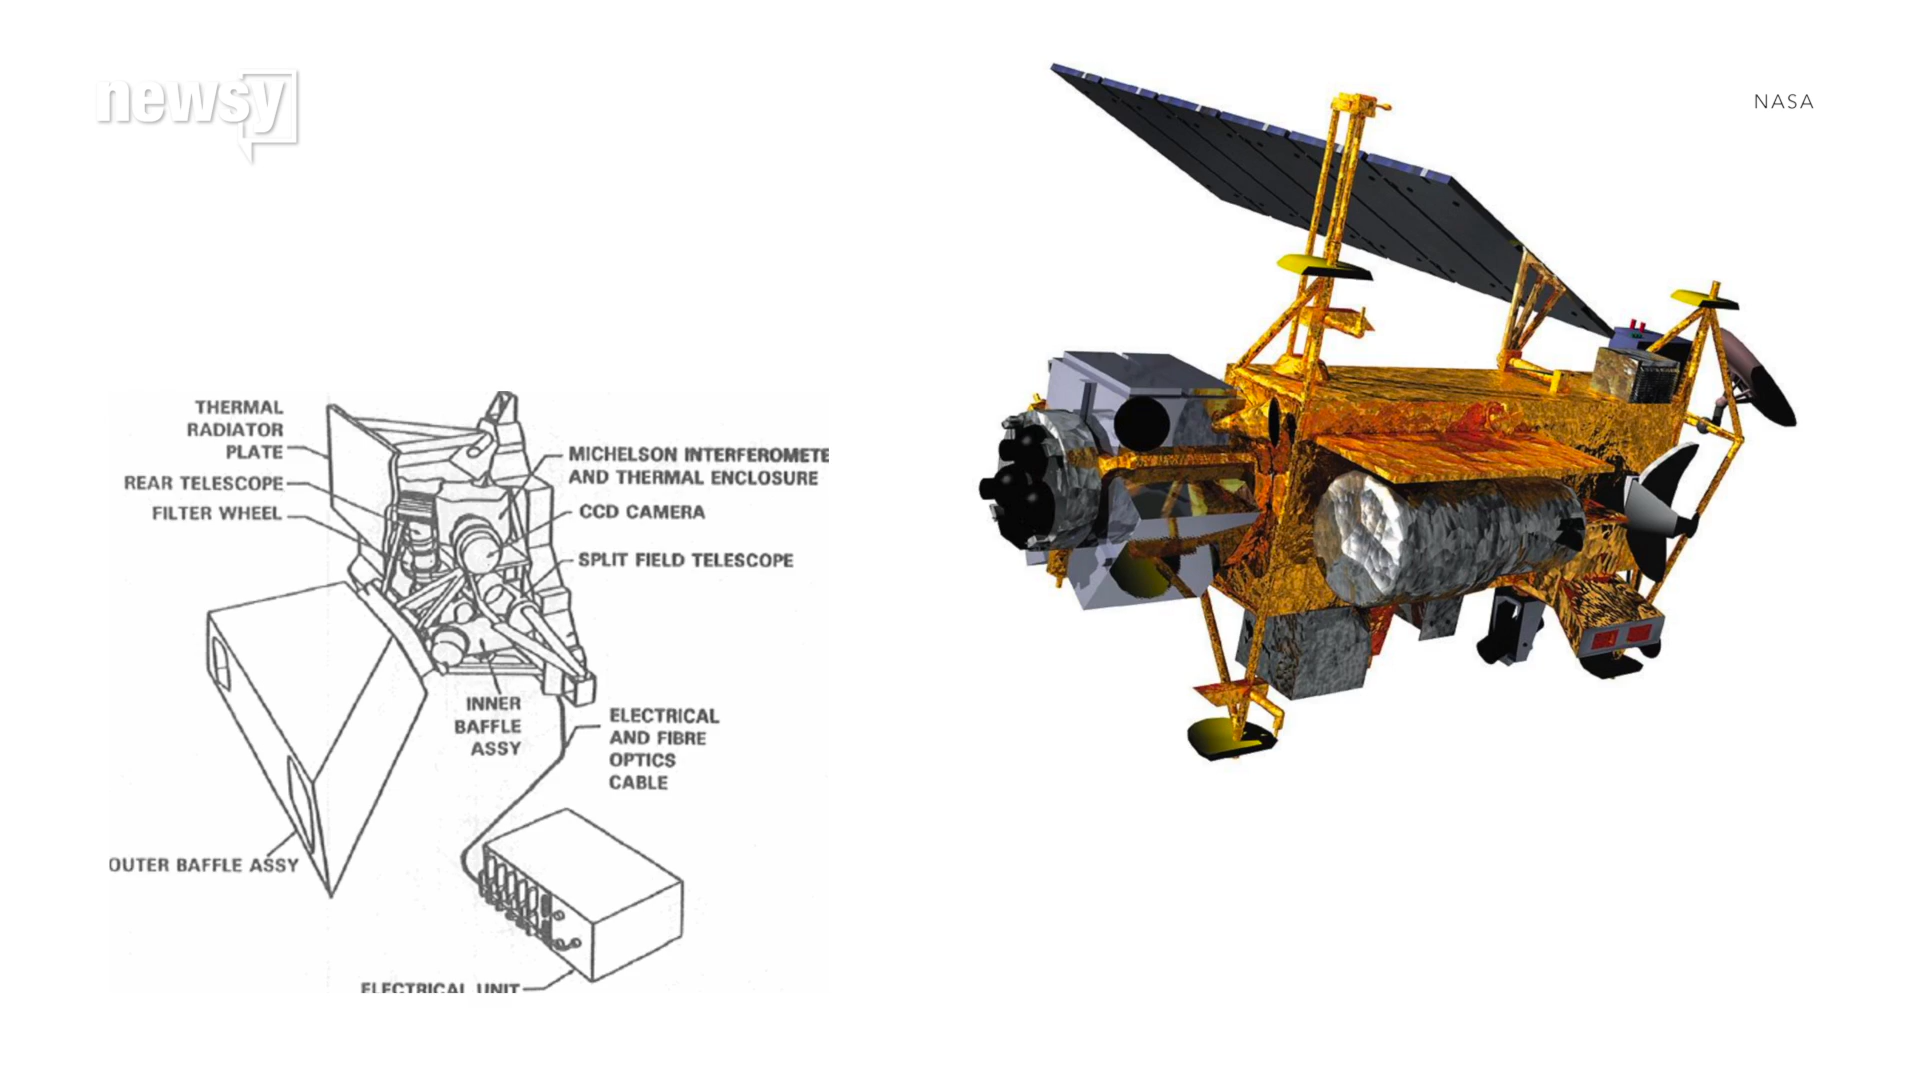 newsy
NASA
THERMAL
RADIATOR
PLATE
REAR TELESCOPE
FILTER WHEEL
MICHELSON INTERFEROMETE
AND THERMAL ENCLOSURE
CCD CAMERA
SPLIT FIELD TELESCOPE
INNER
BAFFLE
ASSY
ELECTRICAL
AND FIBRE
OPTICS
CABLE
OUTER BAFFLE ASSY
ELECTRICAL UNIT